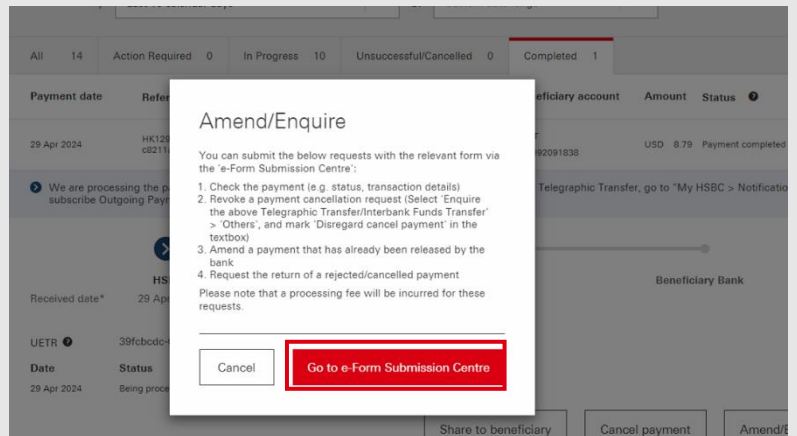 All 14 Action Required 0 In Progress 10 Unsuccessful/Cancelled 0 Completed 1
Payment date account Amount Status
29 Apr 2024 USD 8.79 Payment completed
We are processing the Telegraphic Transfer, go to "My HSBC >
subscribe Outgoing
Amend/Enquire
You can submit the below requests with the relevant form via
the 'e-Form Submission Centre':
1. Check the payment (e.g. status, transaction details)
2. Revoke a payment cancellation request (Select 'Enquire
the above Telegraphic Transfer/Interbank Funds Transfer'
> 'Others', and mark 'Disregard cancel payment' in the
textbox)
3. Amend a payment that has already been released by the
bank
4. Request the return of a rejected/cancelled payment
Please note that a processing fee will be incurred for these
requests.
Cancel Go to e-Form Submission Centre
Beneficiary Bank
Received date* 29
UETR
Date Status
29 Apr 2024 Being
Share to beneficiary Cancel payment